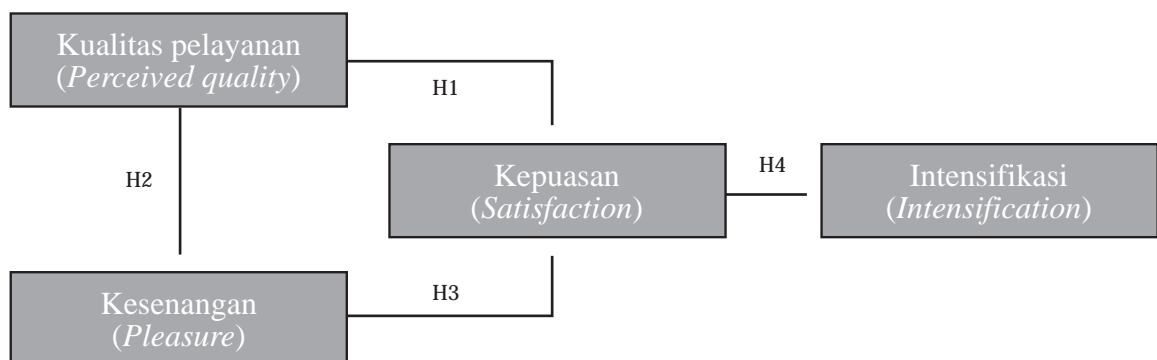 Kualitas pelayanan
(Perceived quality)
H1
H2
Kepuasan
(Satisfaction)
H4
Intensifikasi
(Intensification)
Kesenangan
(Pleasure)
H3